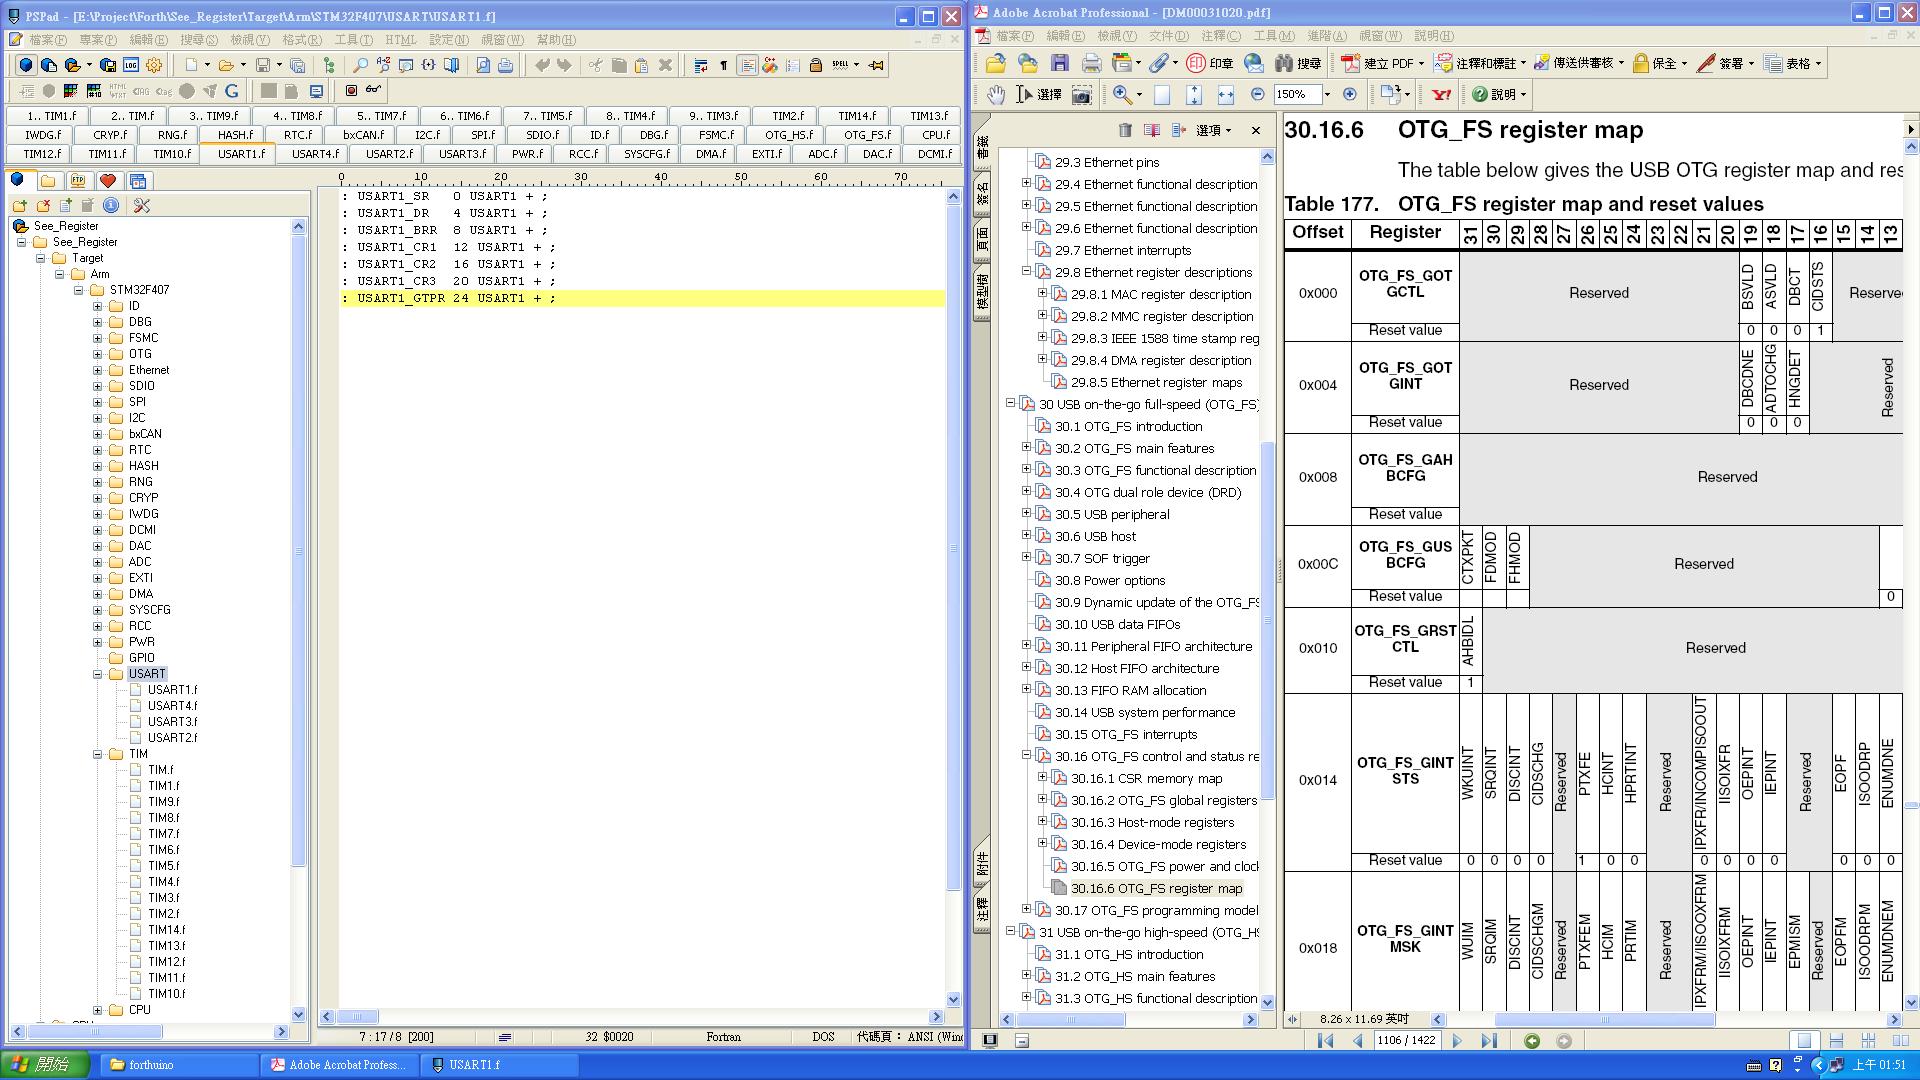 PSPad - [E:\Project\Forth\See_Register\Target\Arm\STM32F407\USART\USART1.f]
檔案(F) 專案(P) 編輯(E) 搜尋(S) 檢視(V) 格式(R) 工具(T) HTML 設定(N) 視窗(W) 幫助(H)
1.. TIM1.f 2.. TIM.f 3.. TIM9.f 4.. TIM8.f 5.. TIM7.f 6.. TIM6.f 7.. TIM5.f 8.. TIM4.f 9.. TIM3.f TIM2.f TIM14.f TIM13.f
IWDG.f CRYP.f RNG.f HASH.f RTC.f bxCAN.f I2C.f SPI.f SDIO.f ID.f DBG.f FSMC.f OTG_HS.f OTG_FS.f CPU.f
TIM12.f TIM11.f TIM10.f USART1.f USART4.f USART2.f USART3.f PWR.f RCC.f SYSCFG.f DMA.f EXTI.f ADC.f DAC.f DCMI.f
0 10 20 30 40 50 60 70
: USART1_SR   0 USART1 + ;
: USART1_DR   4 USART1 + ;
: USART1_BRR  8 USART1 + ;
: USART1_CR1  12 USART1 + ;
: USART1_CR2  16 USART1 + ;
: USART1_CR3  20 USART1 + ;
: USART1_GTPR 24 USART1 + ;
See_Register
See_Register
Target
Arm
STM32F407
ID
DBG
FSMC
OTG
Ethernet
SDIO
SPI
I2C
bxCAN
RTC
HASH
RNG
CRYP
IWDG
DCMI
DAC
ADC
EXTI
DMA
SYSCFG
RCC
PWR
GPIO
USART
USART1.f
USART4.f
USART3.f
USART2.f
TIM
TIM.f
TIM1.f
TIM9.f
TIM8.f
TIM7.f
TIM6.f
TIM5.f
TIM4.f
TIM3.f
TIM2.f
TIM14.f
TIM13.f
TIM12.f
TIM11.f
TIM10.f
CPU
7 : 17 / 8 [200] 32 $0020 Fortran DOS 代碼頁： ANSI (Win
Adobe Acrobat Professional - [DM00031020.pdf]
檔案(F) 編輯(E) 檢視(V) 文件(D) 注釋(C) 工具(M) 進階(A) 視窗(W) 說明(H)
印章 搜尋 建立 PDF 注釋和標註 傳送供審核 保全 簽署 表格
選擇 150% Y! 說明
書籤
簽名
頁面
模型樹
附件
注釋
選項
29.3 Ethernet pins
29.4 Ethernet functional description
29.5 Ethernet functional description
29.6 Ethernet functional description
29.7 Ethernet interrupts
29.8 Ethernet register descriptions
29.8.1 MAC register description
29.8.2 MMC register description
29.8.3 IEEE 1588 time stamp reg
29.8.4 DMA register description
29.8.5 Ethernet register maps
30 USB on-the-go full-speed (OTG_FS)
30.1 OTG_FS introduction
30.2 OTG_FS main features
30.3 OTG_FS functional description
30.4 OTG dual role device (DRD)
30.5 USB peripheral
30.6 USB host
30.7 SOF trigger
30.8 Power options
30.9 Dynamic update of the OTG_FS
30.10 USB data FIFOs
30.11 Peripheral FIFO architecture
30.12 Host FIFO architecture
30.13 FIFO RAM allocation
30.14 USB system performance
30.15 OTG_FS interrupts
30.16 OTG_FS control and status re
30.16.1 CSR memory map
30.16.2 OTG_FS global registers
30.16.3 Host-mode registers
30.16.4 Device-mode registers
30.16.5 OTG_FS power and clock
30.16.6 OTG_FS register map
30.17 OTG_FS programming model
31 USB on-the-go high-speed (OTG_HS
31.1 OTG_HS introduction
31.2 OTG_HS main features
31.3 OTG_HS functional description
30.16.6 OTG_FS register map
The table below gives the USB OTG register map and res
Table 177. OTG_FS register map and reset values
Offset Register 31 30 29 28 27 26 25 24 23 22 21 20 19 18 17 16 15 14 13
0x000 OTG_FS_GOT GCTL Reserved BSVLD ASVLD DBCT CIDSTS Reserve
Reset value 0 0 0 1
0x004 OTG_FS_GOT GINT Reserved DBCDNE ADTOCHG HNGDET Reserved
Reset value 0 0 0
0x008 OTG_FS_GAH BCFG Reserved
Reset value
0x00C OTG_FS_GUS BCFG CTXPKT FDMOD FHMOD Reserved
Reset value 0
0x010 OTG_FS_GRST CTL AHBIDL Reserved
Reset value 1
0x014 OTG_FS_GINT STS WKUINT SRQINT DISCINT CIDSCHG Reserved PTXFE HCINT HPRTINT Reserved IPXFR/INCOMPISOOUT IISOIXFR OEPINT IEPINT Reserved EOPF ISOODRP ENUMDNE
Reset value 0 0 0 0 1 0 0 0 0 0 0 0 0 0
0x018 OTG_FS_GINT MSK WUIM SRQIM DISCINT CIDSCHGM Reserved PTXFEM HCIM PRTIM Reserved IPXFRM/IISOOXFRM IISOIXFRM OEPINT IEPINT EPMISM Reserved EOPFM ISOODRPM ENUMDNEM
8.26 x 11.69 英吋
1106 / 1422
開始 forthuino Adobe Acrobat Profess... USART1.f 上午 01:51